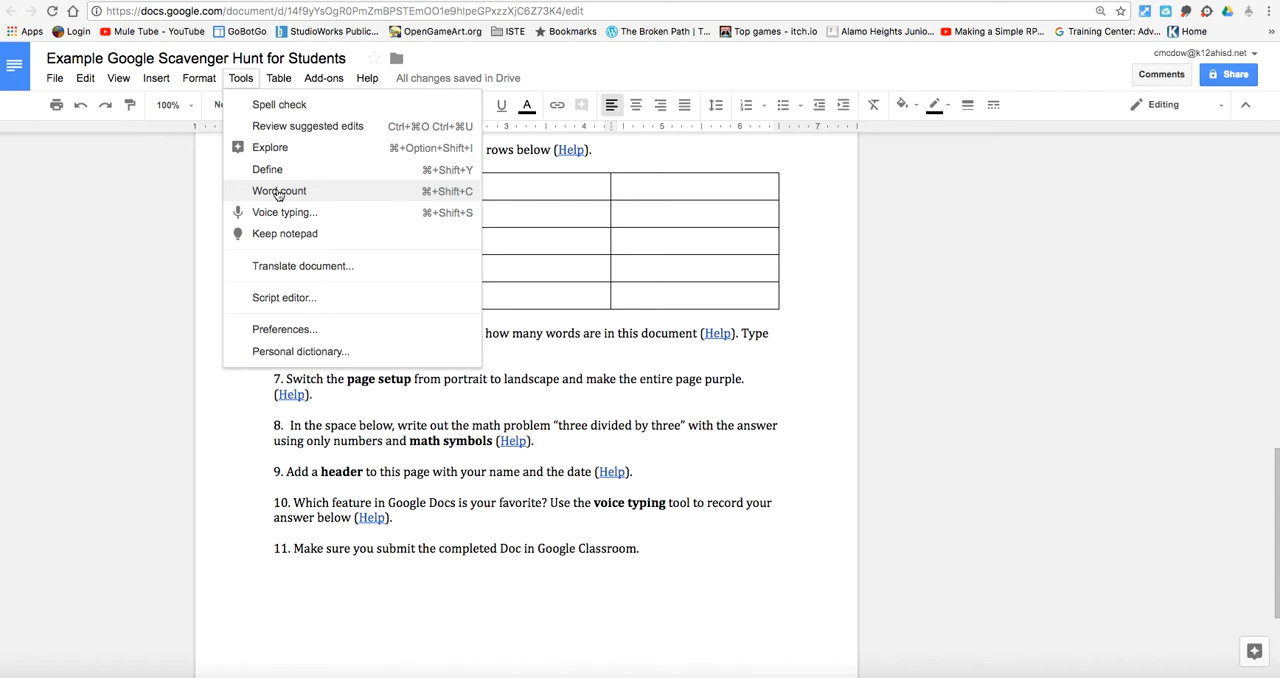 https://docs.google.com/document/d/14f9yYsOgR0PmZmBPSTEmOO1e9hIpeGPxzzXjC6Z73K4/edit
Apps Login Mule Tube - YouTube GoBotGo StudioWorks Public... OpenGameArt.org ISTE Bookmarks The Broken Path | T... Top games - itch.io Alamo Heights Junio... Making a Simple RP... Training Center: Adv... Home »
Example Google Scavenger Hunt for Students
cmcdow@k12ahisd.net
File Edit View Insert Format Tools Table Add-ons Help All changes saved in Drive
Comments Share
100% U A Editing
1 3 4 5 6 7
Spell check
Review suggested edits Ctrl+⌘O Ctrl+⌘U
Explore ⌘+Option+Shift+I
Define ⌘+Shift+Y
Word count ⌘+Shift+C
Voice typing... ⌘+Shift+S
Keep notepad
Translate document...
Script editor...
Preferences...
Personal dictionary...
rows below (Help).
how many words are in this document (Help). Type
7. Switch the page setup from portrait to landscape and make the entire page purple.
(Help).
8. In the space below, write out the math problem “three divided by three” with the answer
using only numbers and math symbols (Help).
9. Add a header to this page with your name and the date (Help).
10. Which feature in Google Docs is your favorite? Use the voice typing tool to record your
answer below (Help).
11. Make sure you submit the completed Doc in Google Classroom.